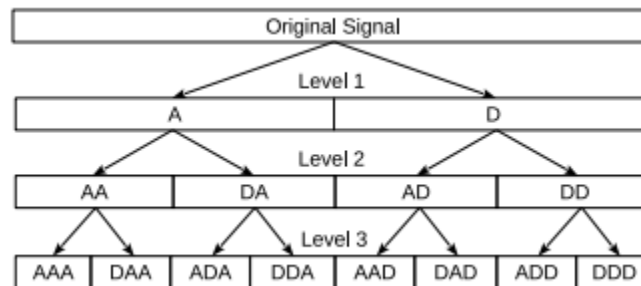 Original Signal
Level 1
A D
Level 2
AA DA AD DD
Level 3
AAA DAA ADA DDA AAD DAD ADD DDD